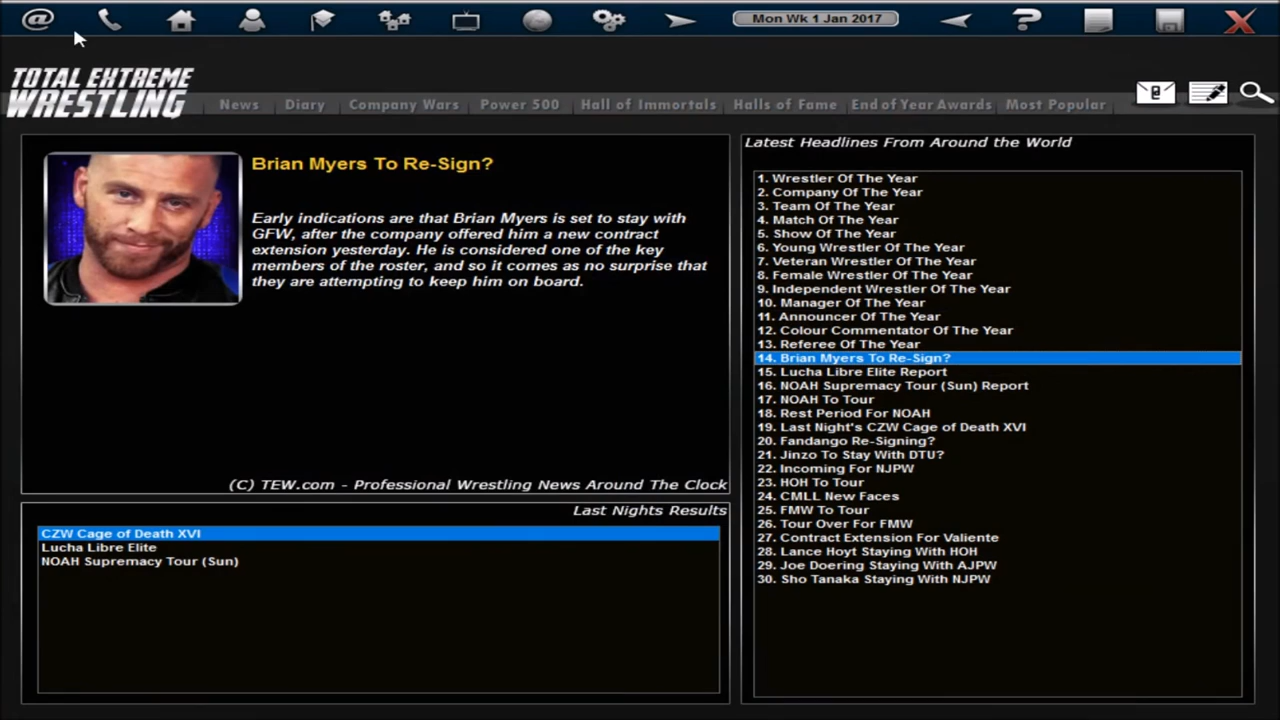 Mon Wk 1 Jan 2017
TOTAL EXTREME
WRESTLING
News Diary Company Wars Power 500 Hall of Immortals Halls of Fame End of Year Awards Most Popular
Brian Myers To Re-Sign?
Early indications are that Brian Myers is set to stay with
GFW, after the company offered him a new contract
extension yesterday. He is considered one of the key
members of the roster, and so it comes as no surprise that
they are attempting to keep him on board.
(C) TEW.com - Professional Wrestling News Around The Clock
Last Nights Results
CZW Cage of Death XVI
Lucha Libre Elite
NOAH Supremacy Tour (Sun)
Latest Headlines From Around the World
1. Wrestler Of The Year
2. Company Of The Year
3. Team Of The Year
4. Match Of The Year
5. Show Of The Year
6. Young Wrestler Of The Year
7. Veteran Wrestler Of The Year
8. Female Wrestler Of The Year
9. Independent Wrestler Of The Year
10. Manager Of The Year
11. Announcer Of The Year
12. Colour Commentator Of The Year
13. Referee Of The Year
14. Brian Myers To Re-Sign?
15. Lucha Libre Elite Report
16. NOAH Supremacy Tour (Sun) Report
17. NOAH To Tour
18. Rest Period For NOAH
19. Last Night's CZW Cage of Death XVI
20. Fandango Re-Signing?
21. Jinzo To Stay With DTU?
22. Incoming For NJPW
23. HOH To Tour
24. CMLL New Faces
25. FMW To Tour
26. Tour Over For FMW
27. Contract Extension For Valiente
28. Lance Hoyt Staying With HOH
29. Joe Doering Staying With AJPW
30. Sho Tanaka Staying With NJPW